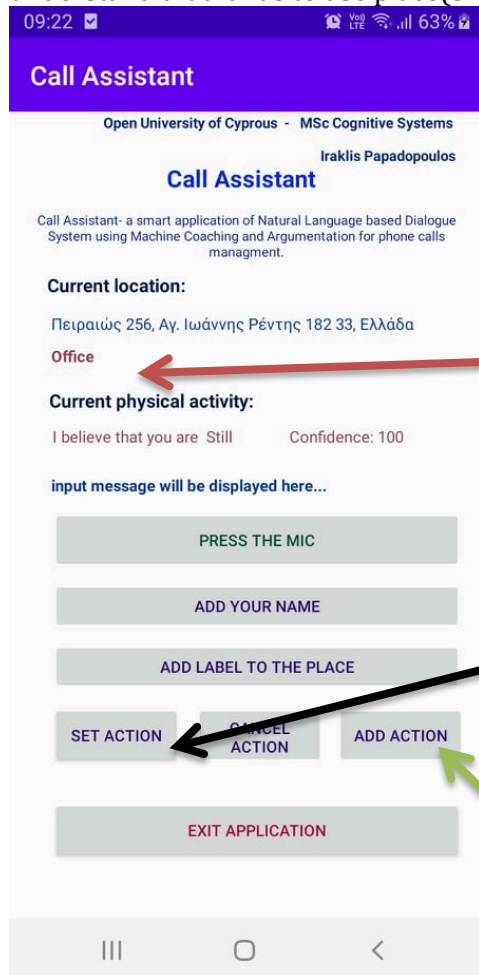 09:22 Vo)) LTE 63%
Call Assistant
Open University of Cyprous - MSc Cognitive Systems
Iraklis Papadopoulos
Call Assistant
Call Assistant- a smart application of Natural Language based Dialogue
System using Machine Coaching and Argumentation for phone calls
managment.
Current location:
Πειραιώς 256, Αγ. Ιωάννης Ρέντης 182 33, Ελλάδα
Office
Current physical activity:
I believe that you are Still Confidence: 100
input message will be displayed here...
PRESS THE MIC
ADD YOUR NAME
ADD LABEL TO THE PLACE
SET ACTION CANCEL ACTION ADD ACTION
EXIT APPLICATION